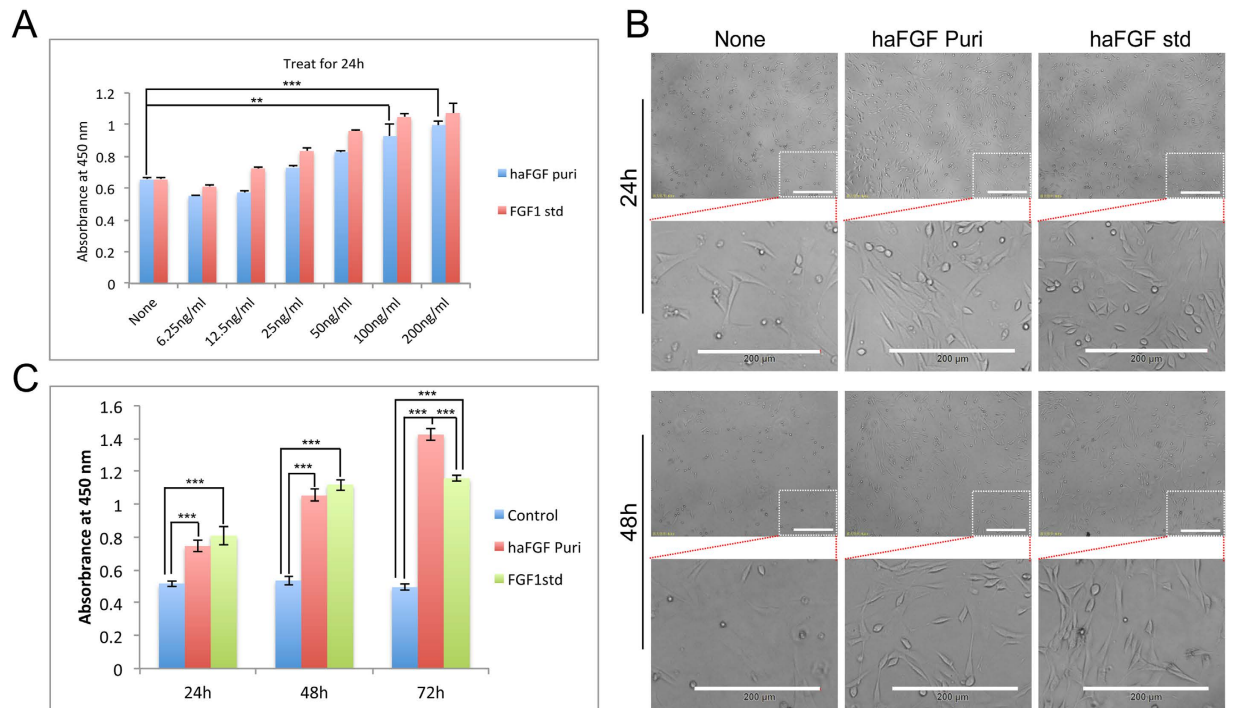 A
Treat for 24h
***
**
Absorbrance at 450 nm
1.2
1
0.8
0.6
0.4
0.2
0
None
6.25ng/ml
12.5ng/ml
25ng/ml
50ng/ml
100ng/ml
200ng/ml
haFGF puri
FGF1 std
B
None
haFGF Puri
haFGF std
24h
200 μm
200 μm
200 μm
48h
200 μm
200 μm
200 μm
C
Absorbrance at 450 nm
1.6
1.4
1.2
1
0.8
0.6
0.4
0.2
0
***
***
***
***
***
*** ***
24h
48h
72h
Control
haFGF Puri
FGF1std